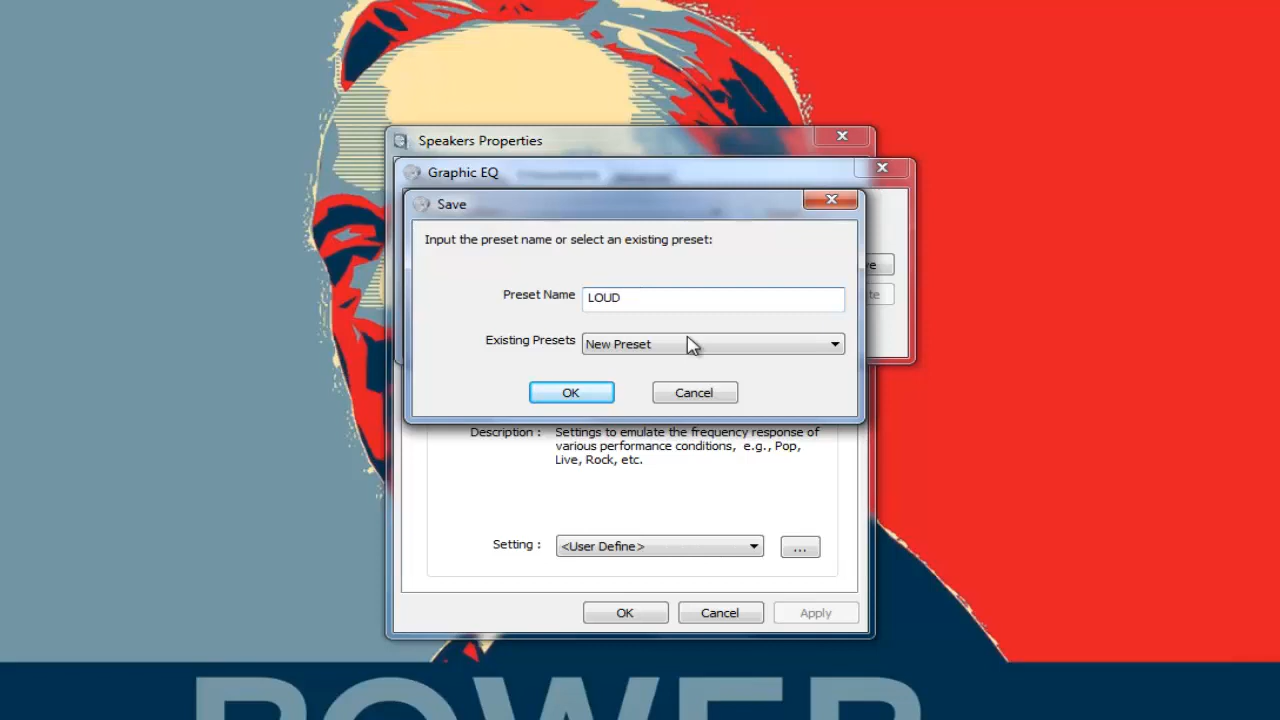 Speakers Properties
Graphic EQ
Save
Input the preset name or select an existing preset:
Preset Name LOUD
Existing Presets New Preset
OK Cancel
Description : Settings to emulate the frequency response of
various performance conditions, e.g., Pop,
Live, Rock, etc.
Setting : <User Define> ...
OK Cancel Apply
POWER